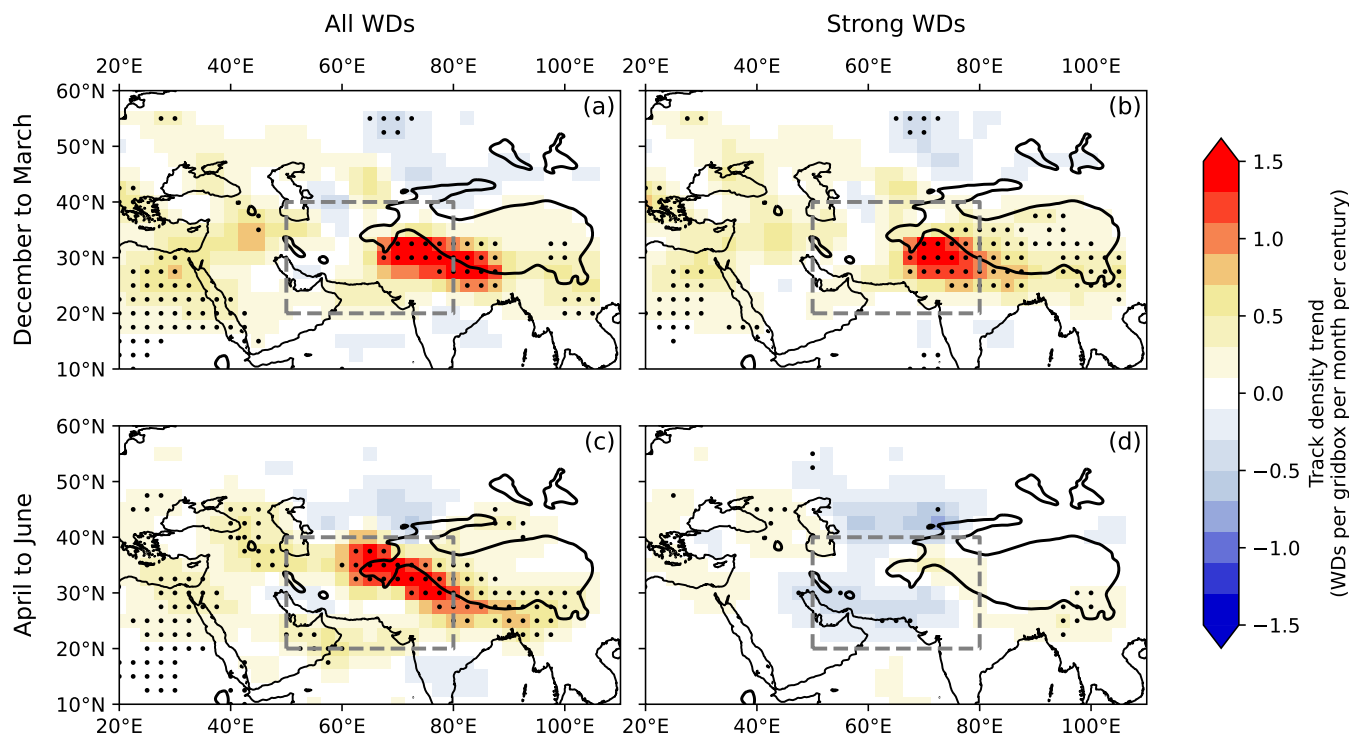 All WDs
Strong WDs
20°E 40°E 60°E 80°E 100°E 20°E 40°E 60°E 80°E 100°E
December to March
60°N
50°N
40°N
30°N
20°N
10°N
(a)
(b)
April to June
60°N
50°N
40°N
30°N
20°N
10°N
(c)
(d)
20°E 40°E 60°E 80°E 100°E 20°E 40°E 60°E 80°E 100°E
1.5
1.0
0.5
0.0
−0.5
−1.0
−1.5
Track density trend
(WDs per gridbox per month per century)